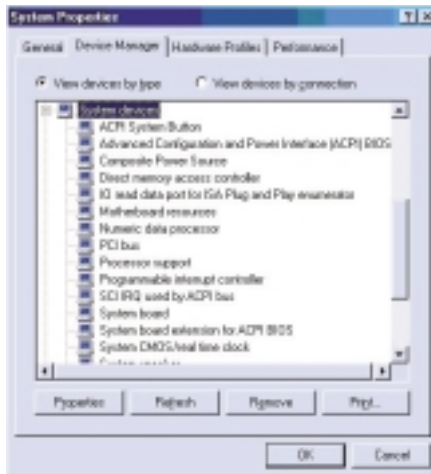 System Properties
General
Device Manager
Hardware Profiles
Performance
View devices by type
View devices by connection
System devices
ACPI System Button
Advanced Configuration and Power Interface (ACPI) BIOS
Composite Power Source
Direct memory access controller
IO read data port for ISA Plug and Play enumerator
Motherboard resources
Numeric data processor
PCI bus
Processor support
Programmable interrupt controller
SCI IRQ used by ACPI bus
System board
System board extension for ACPI BIOS
System CMOS/real time clock
System speaker
Properties
Refresh
Remove
Print...
OK
Cancel